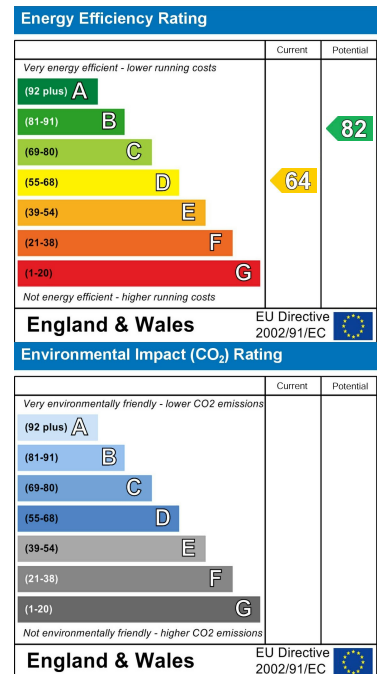 Energy Efficiency Rating
Current Potential
Very energy efficient - lower running costs
(92 plus) A
(81-91) B
82
(69-80) C
(55-68) D
64
(39-54) E
(21-38) F
(1-20) G
Not energy efficient - higher running costs
England & Wales
EU Directive
2002/91/EC
Environmental Impact (CO₂) Rating
Current Potential
Very environmentally friendly - lower CO2 emissions
(92 plus) A
(81-91) B
(69-80) C
(55-68) D
(39-54) E
(21-38) F
(1-20) G
Not environmentally friendly - higher CO2 emissions
England & Wales
EU Directive
2002/91/EC